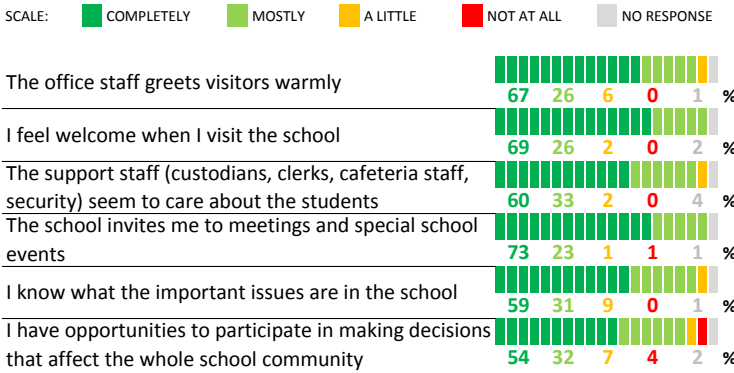 SCALE: COMPLETELY MOSTLY A LITTLE NOT AT ALL NO RESPONSE
The office staff greets visitors warmly
67 26 6 0 1 %
I feel welcome when I visit the school
69 26 2 0 2 %
The support staff (custodians, clerks, cafeteria staff,
security) seem to care about the students
60 33 2 0 4 %
The school invites me to meetings and special school
events
73 23 1 1 1 %
I know what the important issues are in the school
59 31 9 0 1 %
I have opportunities to participate in making decisions
that affect the whole school community
54 32 7 4 2 %